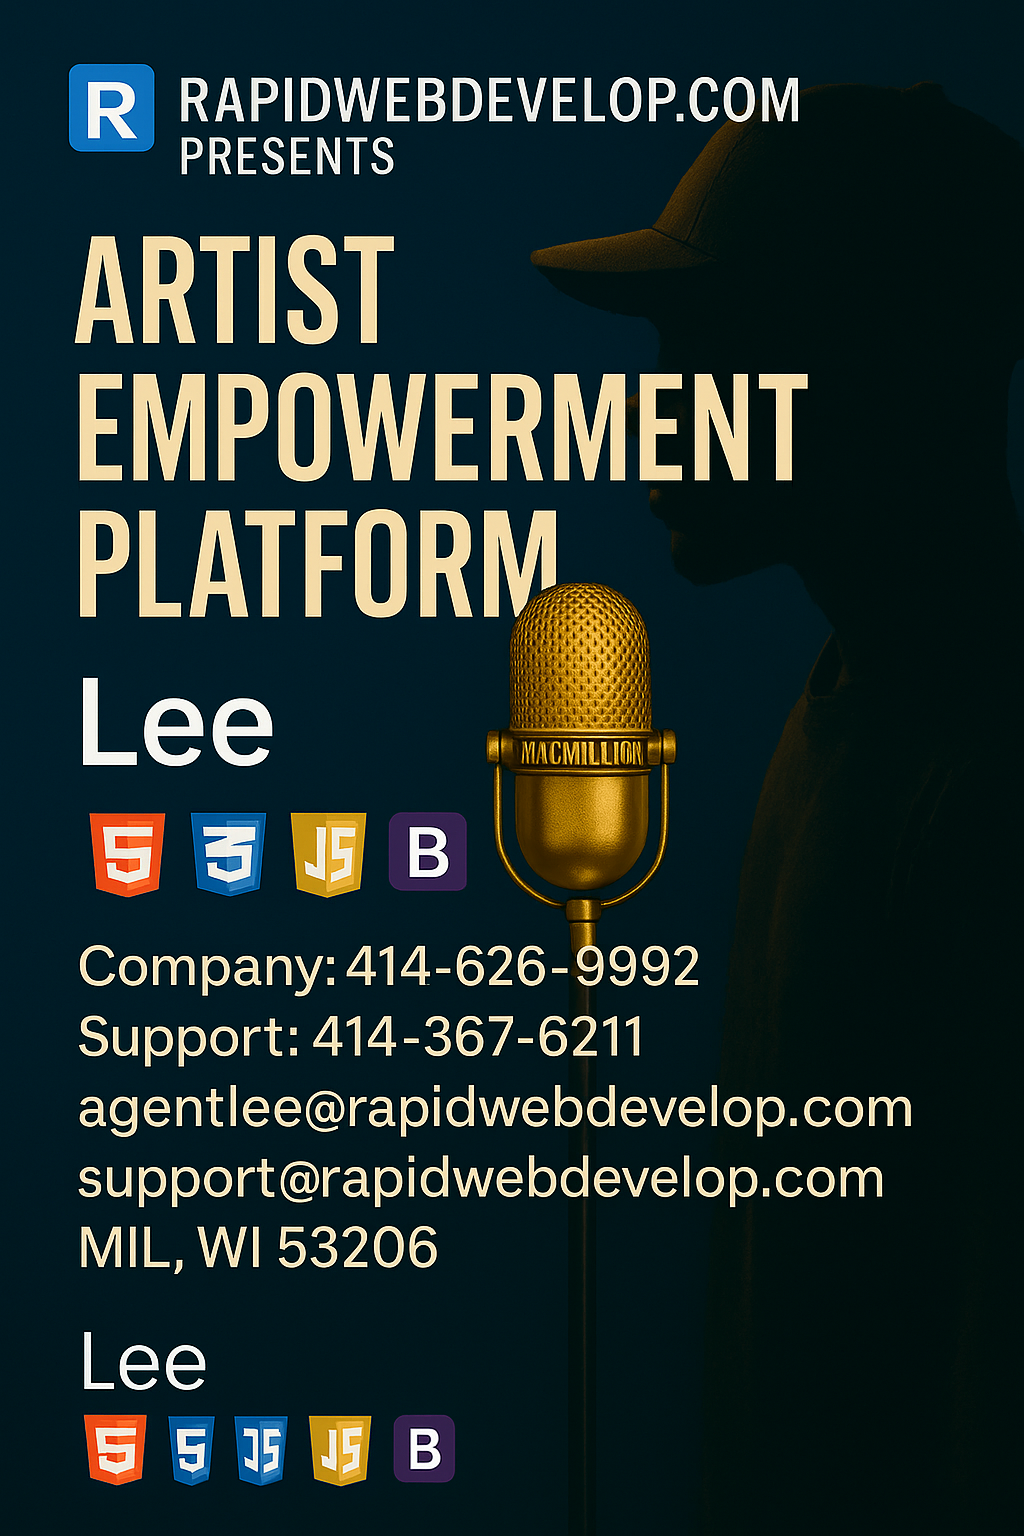 R RAPIDWEBDEVELOP.COM
PRESENTS
ARTIST
EMPOWERMENT
PLATFORM
Lee
MACMILLION
5 3 JS B
Company: 414-626-9992
Support: 414-367-6211
agentlee@rapidwebdevelop.com
support@rapidwebdevelop.com
MIL, WI 53206
Lee
5 5 JS JS B